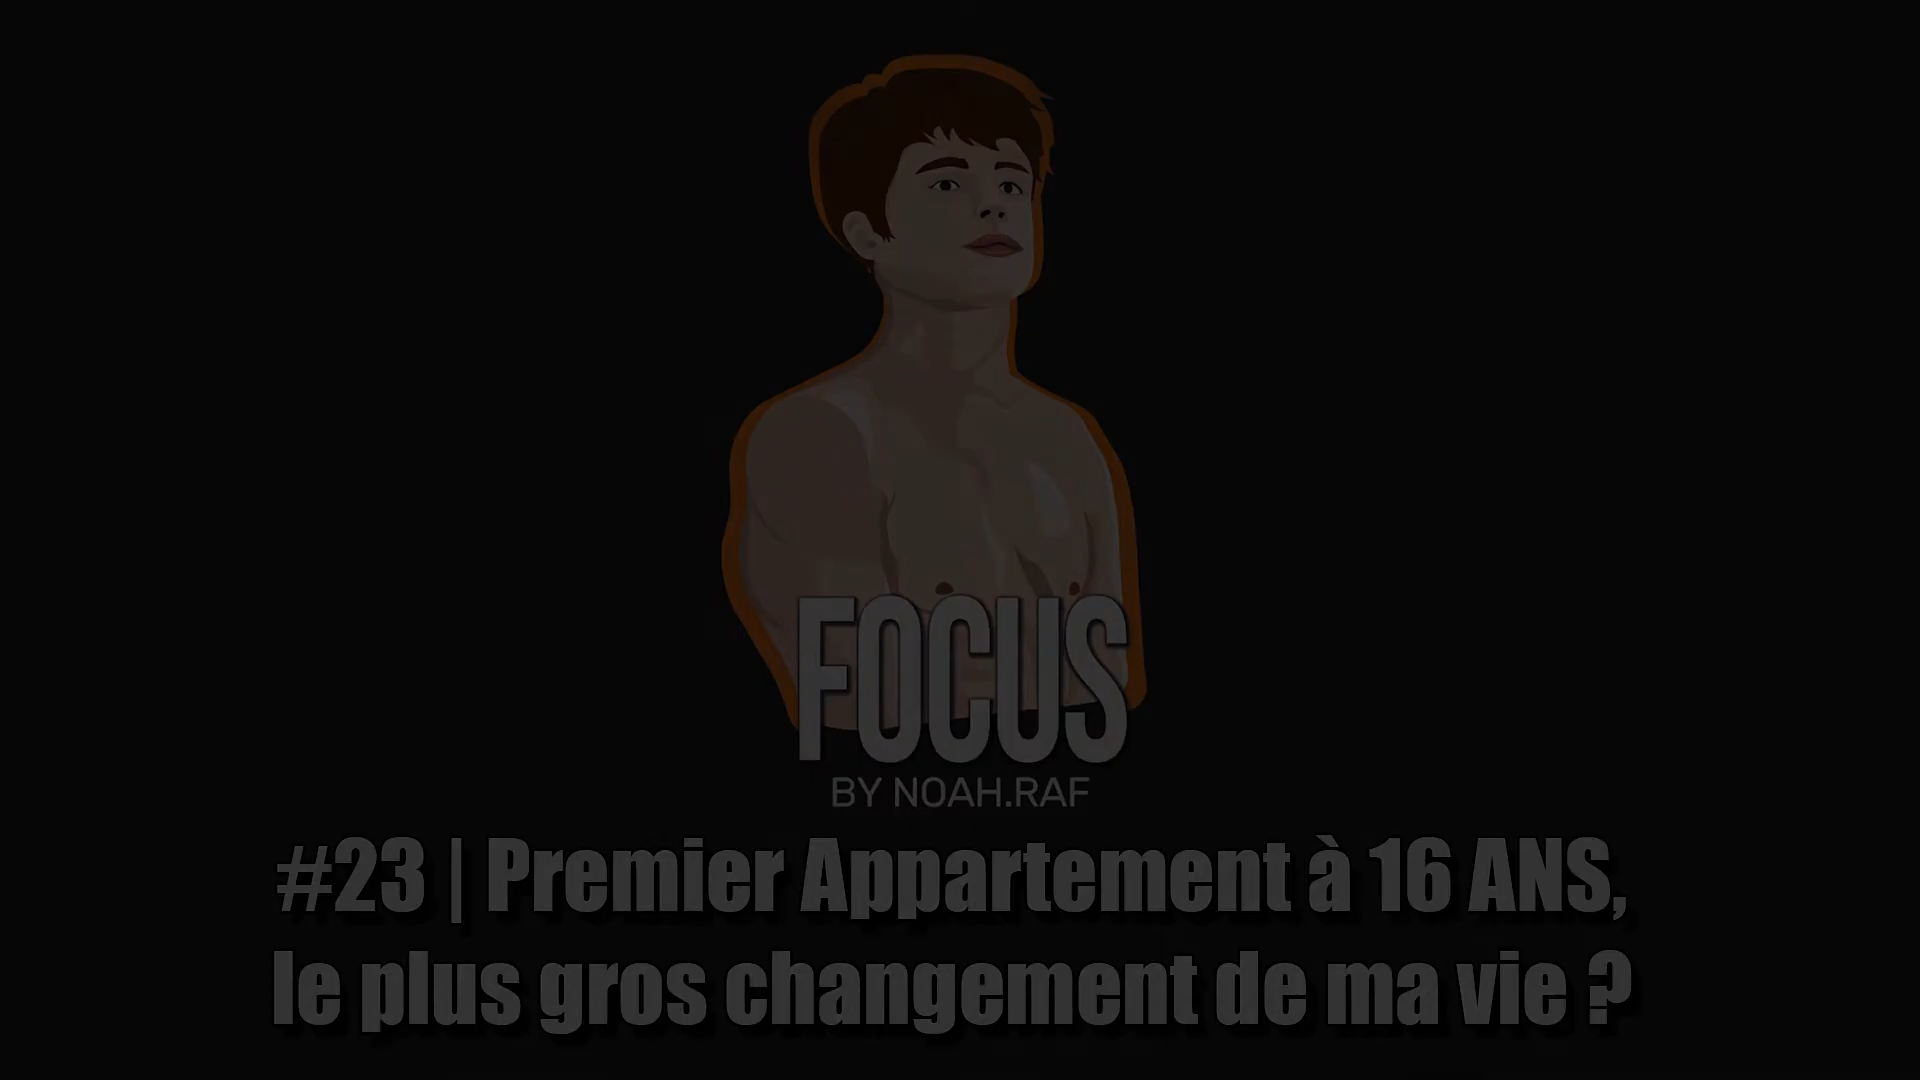 FOCUS
BY NOAH.RAF
#23 | Premier Appartement à 16 ANS,
le plus gros changement de ma vie ?